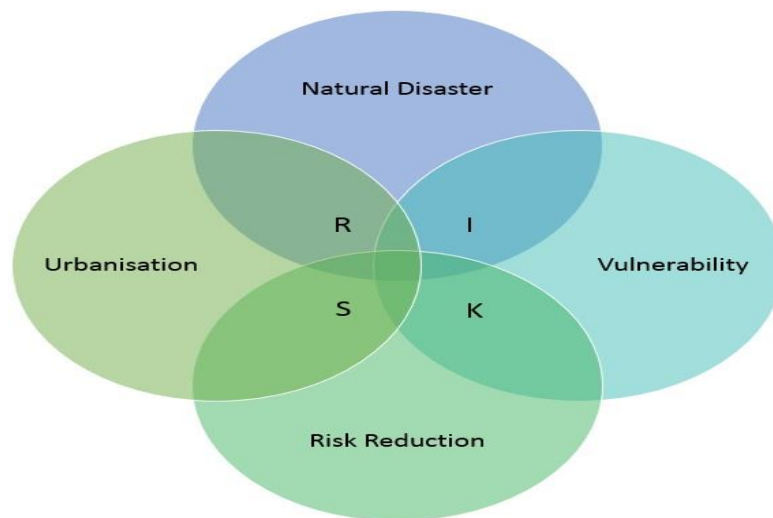 Natural Disaster
R I
Urbanisation Vulnerability
S K
Risk Reduction